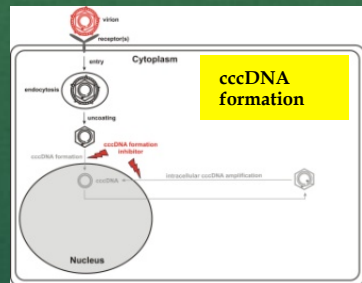 virion
receptor(s)
entry
Cytoplasm
cccDNA
formation
endocytosis
uncoating
cccDNA formation
inhibitor
cccDNA formation
intracellular cccDNA amplification
cccDNA
Nucleus